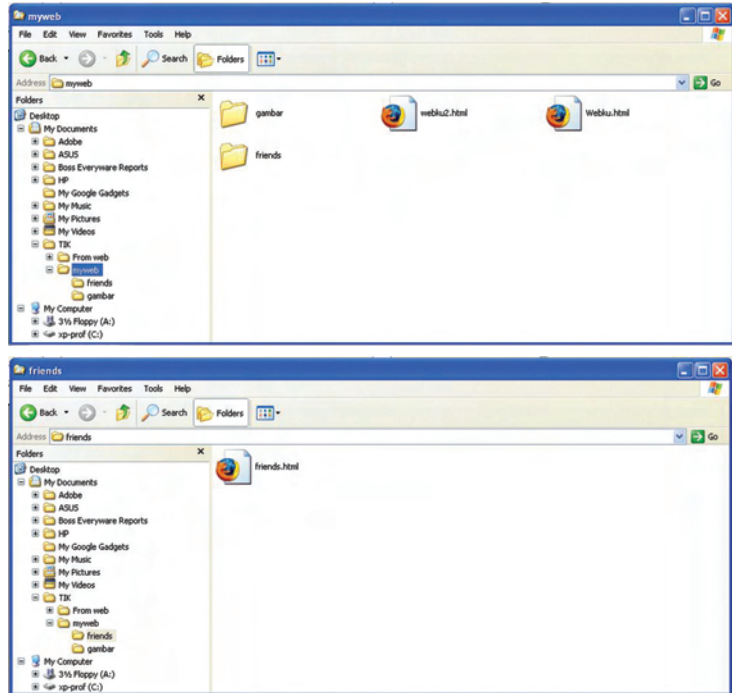 myweb
File Edit View Favorites Tools Help
Back Search Folders
Address myweb Go
Folders
Desktop
My Documents
Adobe
ASUS
Boss Everyware Reports
HP
My Google Gadgets
My Music
My Pictures
My Videos
TIK
From web
myweb
friends
gambar
My Computer
3½ Floppy (A:)
xp-prof (C:)
gambar
webku2.html
Webku.html
friends
friends
File Edit View Favorites Tools Help
Back Search Folders
Address friends Go
Folders
Desktop
My Documents
Adobe
ASUS
Boss Everyware Reports
HP
My Google Gadgets
My Music
My Pictures
My Videos
TIK
From web
myweb
friends
gambar
My Computer
3½ Floppy (A:)
xp-prof (C:)
friends.html